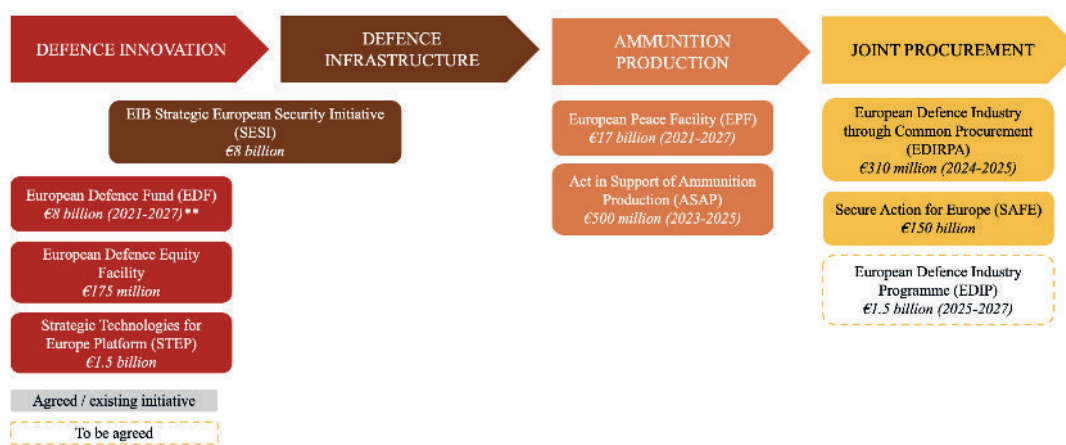 DEFENCE INNOVATION
DEFENCE
INFRASTRUCTURE
AMMUNITION
PRODUCTION
JOINT PROCUREMENT
EIB Strategic European Security Initiative
(SESI)
€8 billion
European Defence Fund (EDF)
€8 billion (2021-2027)**
European Defence Equity
Facility
€175 million
Strategic Technologies for
Europe Platform (STEP)
€1.5 billion
European Peace Facility (EPF)
€17 billion (2021-2027)
Act in Support of Ammunition
Production (ASAP)
€500 million (2023-2025)
European Defence Industry
through Common Procurement
(EDIRPA)
€310 million (2024-2025)
Secure Action for Europe (SAFE)
€150 billion
European Defence Industry
Programme (EDIP)
€1.5 billion (2025-2027)
Agreed / existing initiative
To be agreed